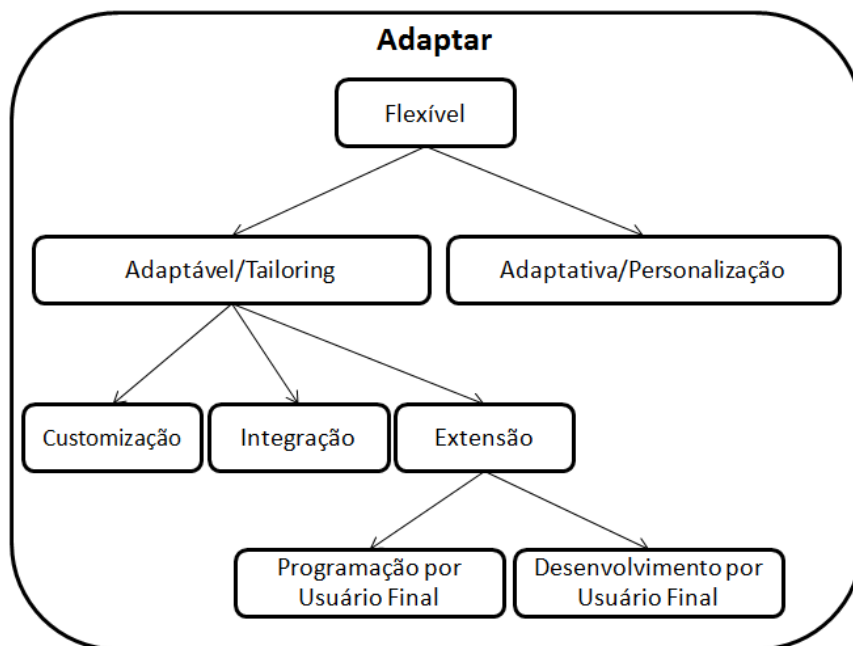 Adaptar
Flexível
Adaptável/Tailoring
Adaptativa/Personalização
Customização
Integração
Extensão
Programação por
Usuário Final
Desenvolvimento por
Usuário Final